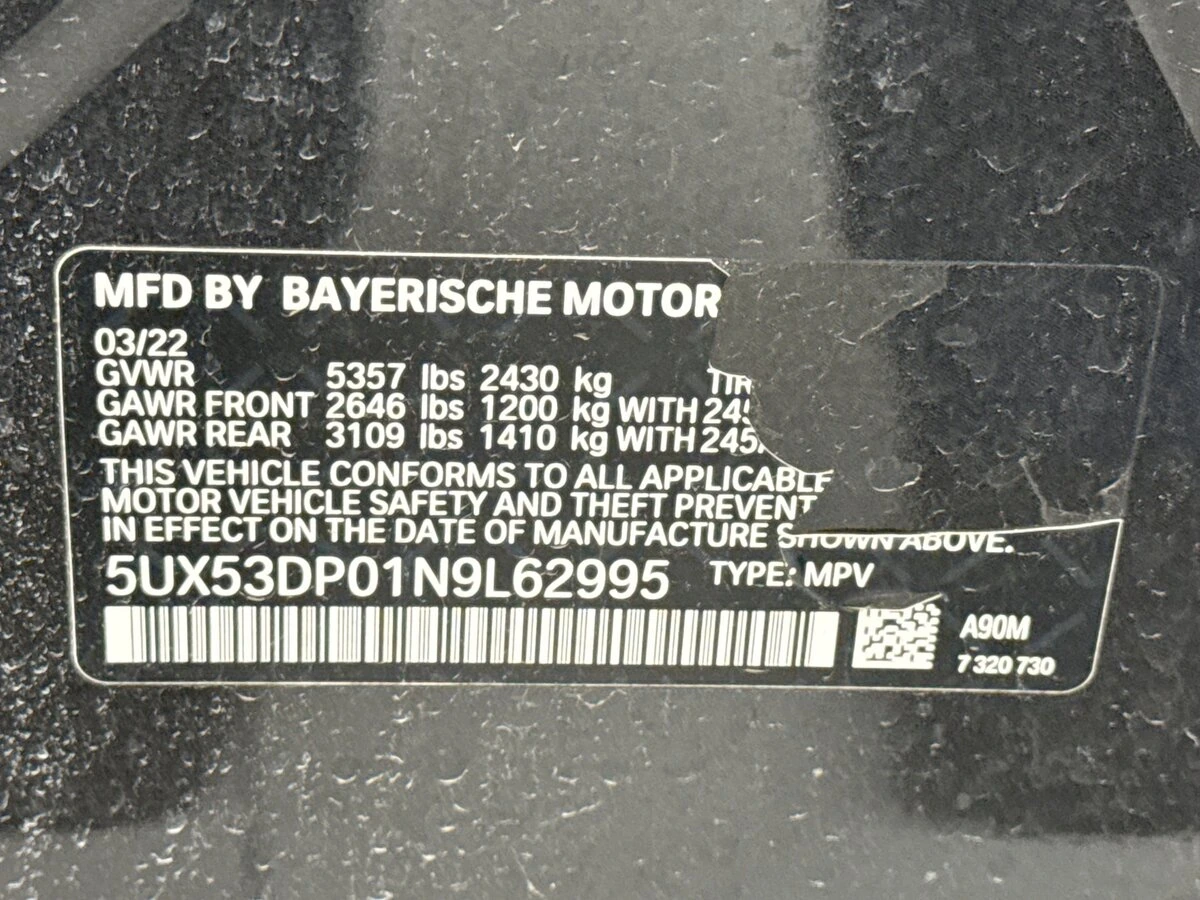 MFD BY BAYERISCHE MOTOR
03/22
GVWR 5357 lbs 2430 kg
GAWR FRONT 2646 lbs 1200 kg WITH
GAWR REAR 3109 lbs 1410 kg WITH 245
THIS VEHICLE CONFORMS TO ALL APPLICABLE
MOTOR VEHICLE SAFETY AND THEFT PREVENT
IN EFFECT ON THE DATE OF MANUFACTURE SHOWN ABOVE.
5UX53DP01N9L62995 TYPE: MPV
A90M
7 320 730